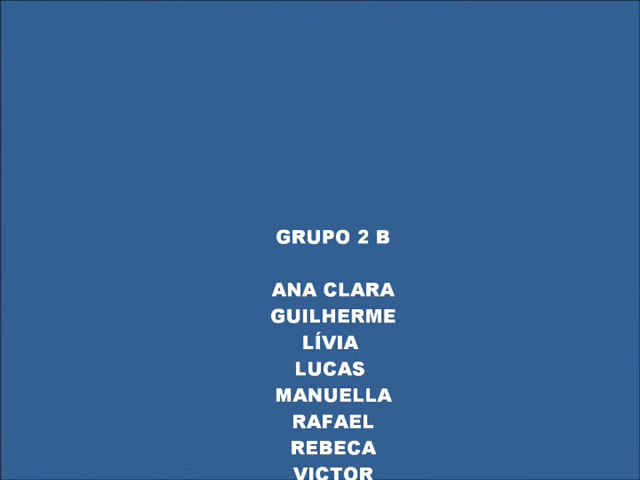 GRUPO 2 B
ANA CLARA
GUILHERME
LÍVIA
LUCAS
MANUELLA
RAFAEL
REBECA
VICTOR